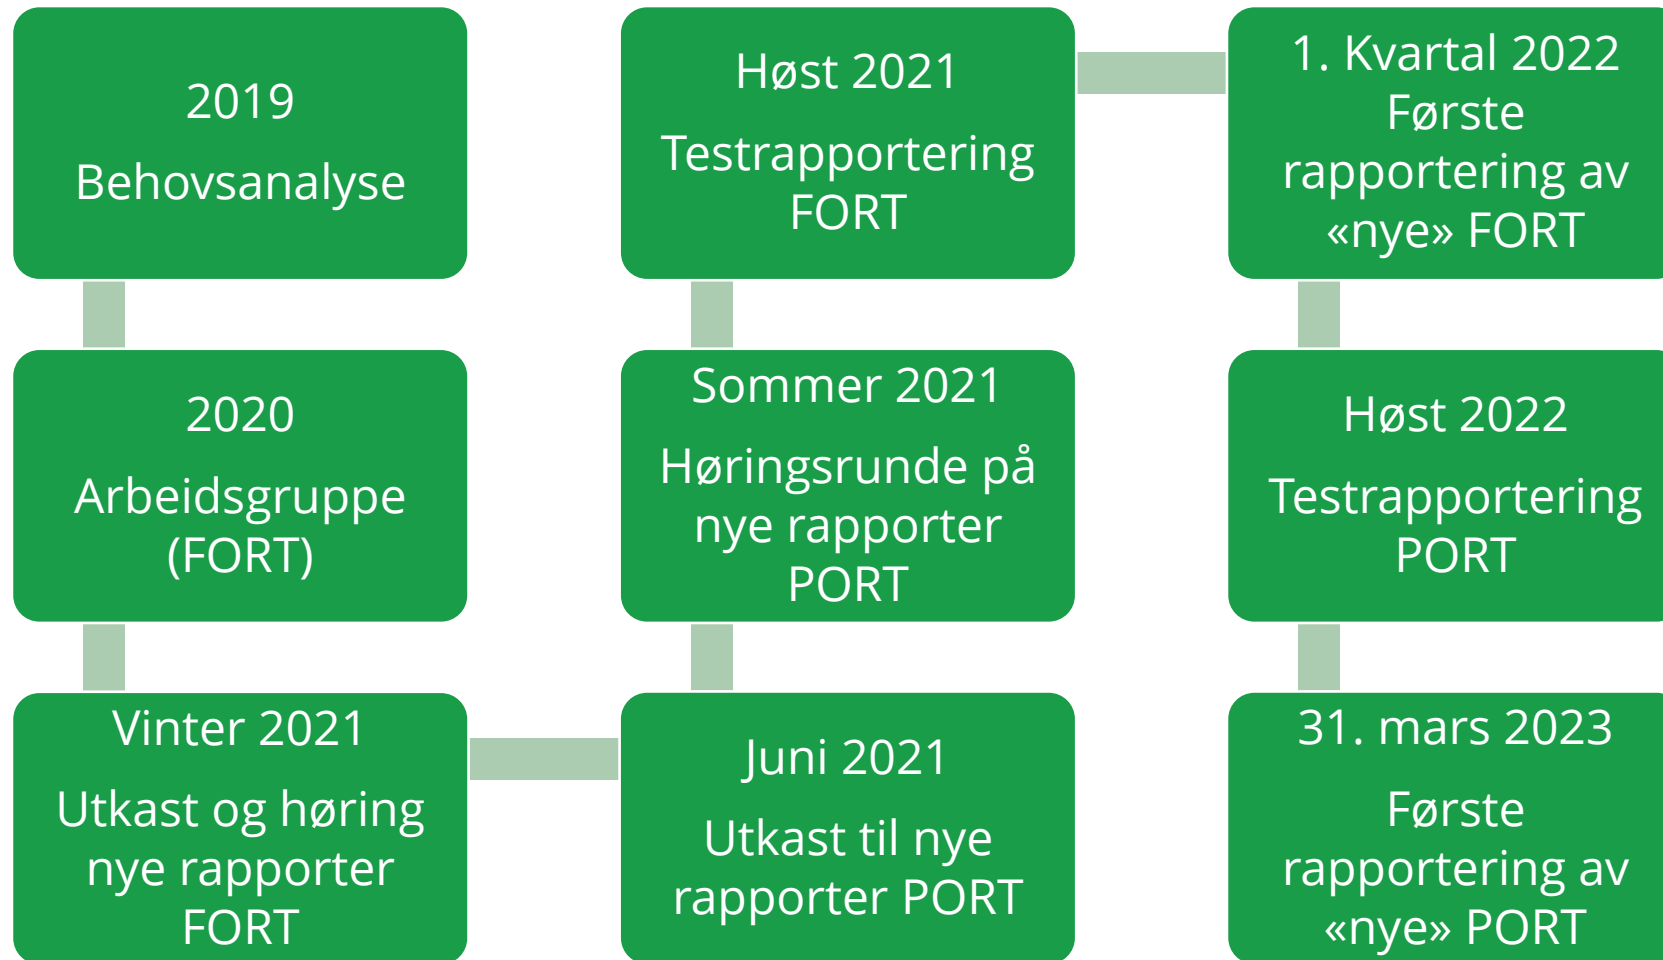 2019
Behovsanalyse
2020
Arbeidsgruppe
(FORT)
Vinter 2021
Utkast og høring
nye rapporter
FORT
Juni 2021
Utkast til nye
rapporter PORT
Sommer 2021
Høringsrunde på
nye rapporter
PORT
Høst 2021
Testrapportering
FORT
1. Kvartal 2022
Første
rapportering av
«nye» FORT
Høst 2022
Testrapportering
PORT
31. mars 2023
Første
rapportering av
«nye» PORT